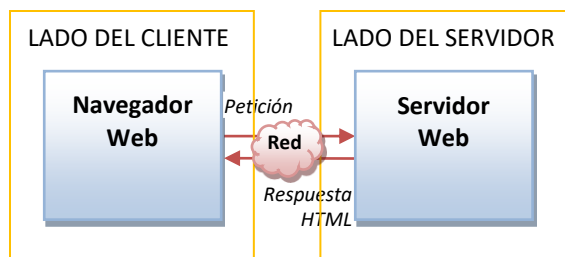 LADO DEL CLIENTE
LADO DEL SERVIDOR
Navegador
Web
Petición
Servidor
Web
Red
Respuesta
HTML